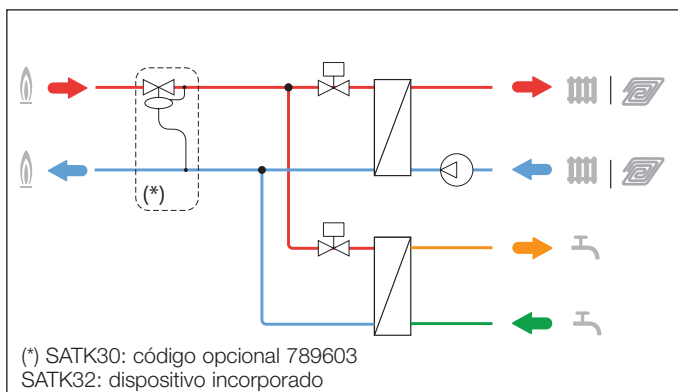 (*)
(*) SATK30: código opcional 789603
SATK32: dispositivo incorporado